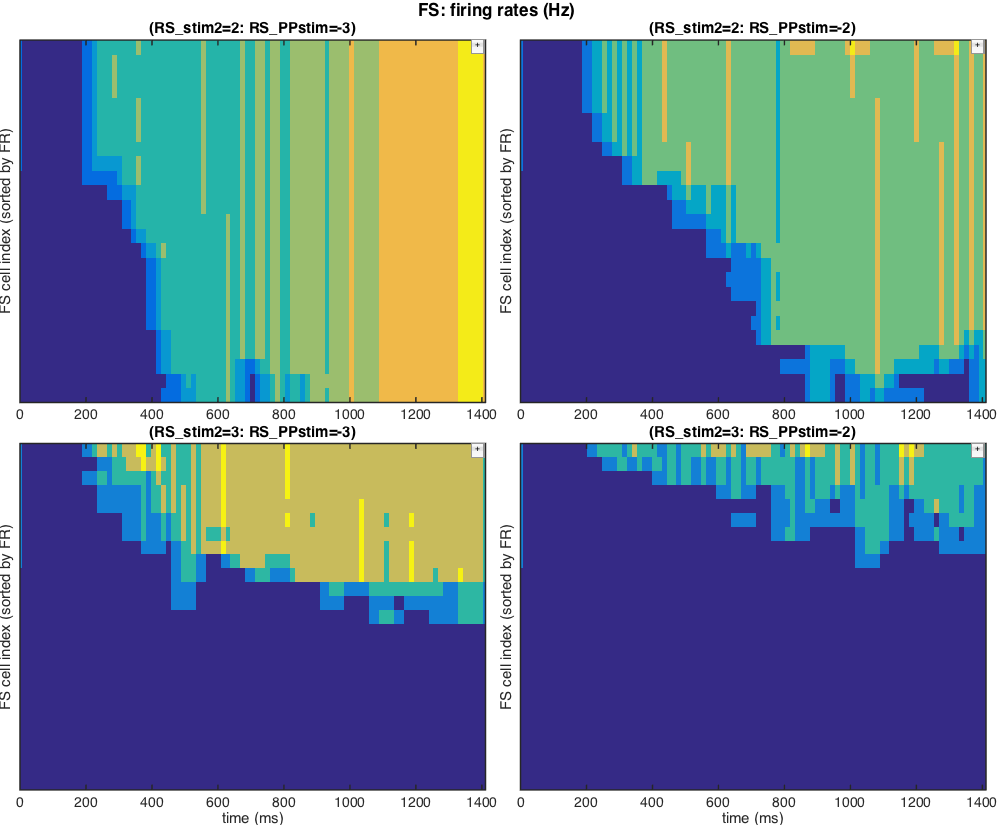 FS: firing rates (Hz)
(RS_stim2=2: RS_PPstim=-3)
FS cell index (sorted by FR)
+
0 200 400 600 800 1000 1200 1400
(RS_stim2=2: RS_PPstim=-2)
FS cell index (sorted by FR)
+
0 200 400 600 800 1000 1200 1400
(RS_stim2=3: RS_PPstim=-3)
FS cell index (sorted by FR)
+
0 200 400 600 800 1000 1200 1400
time (ms)
(RS_stim2=3: RS_PPstim=-2)
FS cell index (sorted by FR)
+
0 200 400 600 800 1000 1200 1400
time (ms)